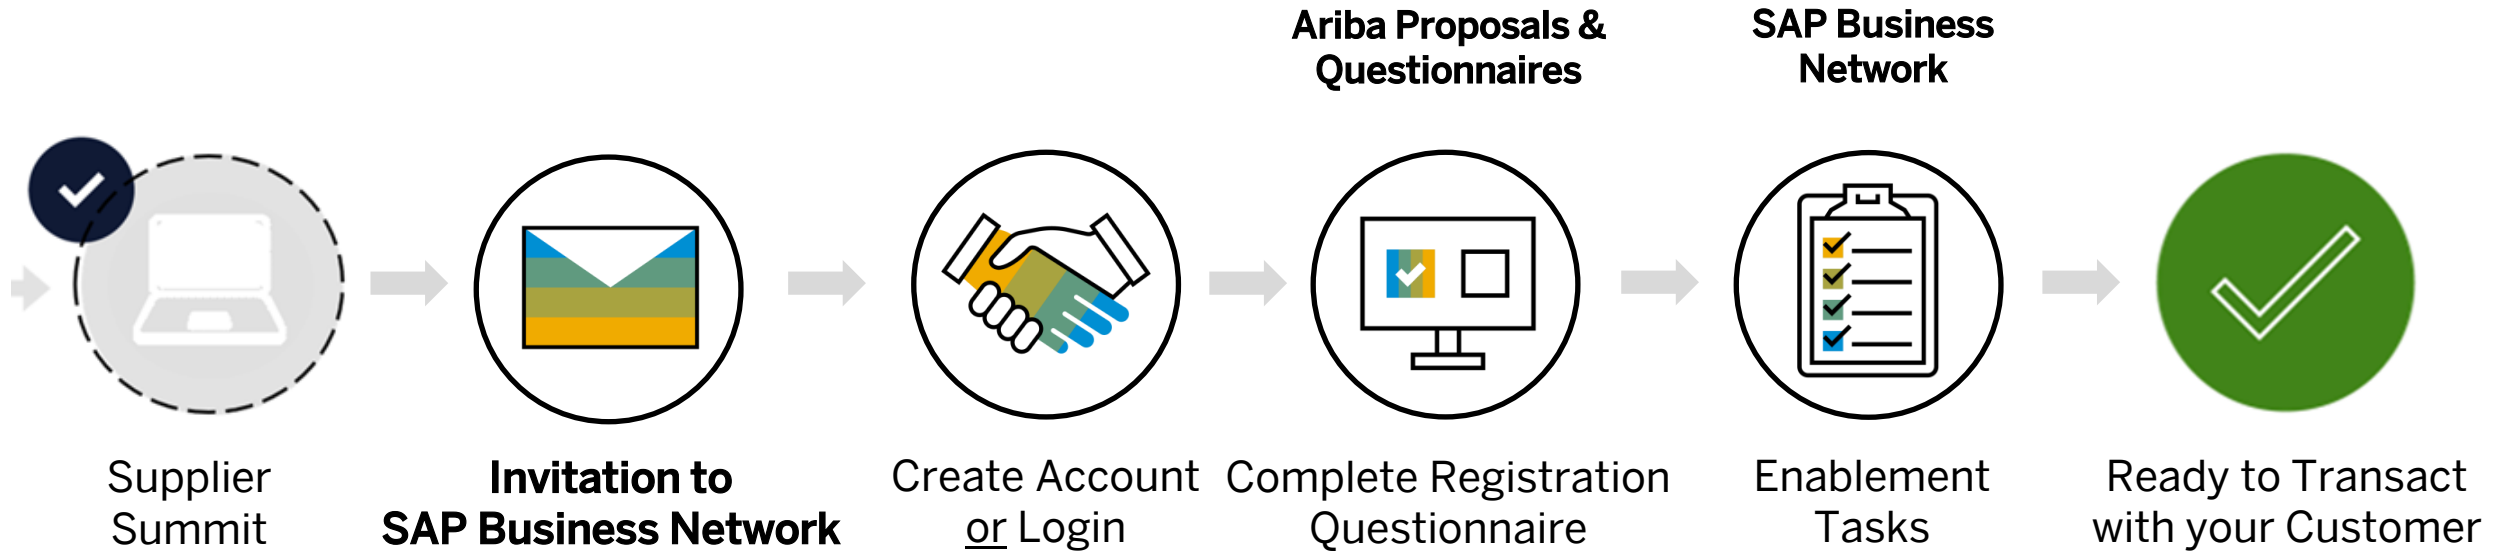 Ariba Proposals &
Questionnaires
SAP Business
Network
Supplier
Summit
Invitation to
SAP Business Network
Create Account
or Login
Complete Registration
Questionnaire
Enablement
Tasks
Ready to Transact
with your Customer